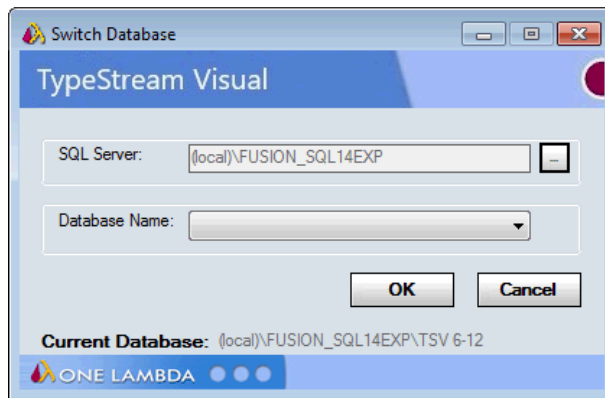 Switch Database
TypeStream Visual
SQL Server: (local)\FUSION_SQL14EXP ...
Database Name:
OK Cancel
Current Database: (local)\FUSION_SQL14EXP\TSV 6-12
ONE LAMBDA